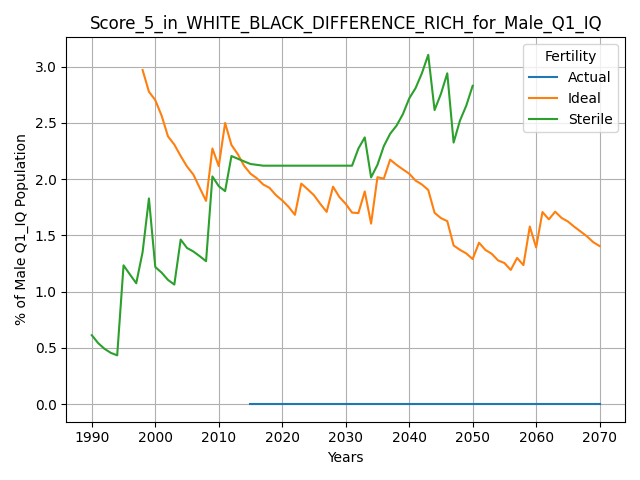 Score_5_in_WHITE_BLACK_DIFFERENCE_RICH_for_Male_Q1_IQ
Fertility
Actual
Ideal
Sterile
% of Male Q1_IQ Population
3.0
2.5
2.0
1.5
1.0
0.5
0.0
1990 2000 2010 2020 2030 2040 2050 2060 2070
Years